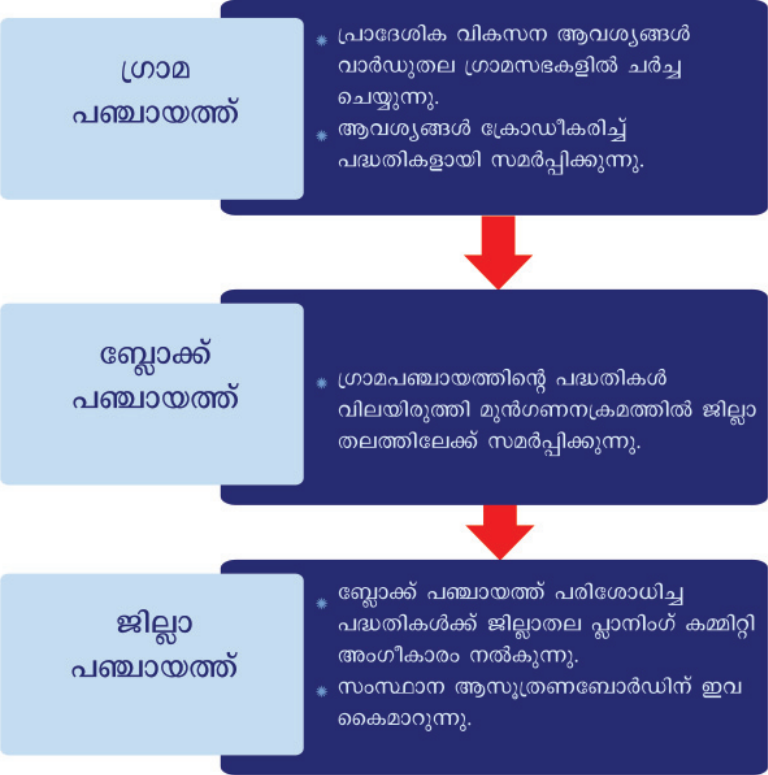 ഗ്രാമ
പഞ്ചായത്ത്
പ്രാദേശിക വികസന ആവശ്യങ്ങൾ
വാർഡുതല ഗ്രാമസഭകളിൽ ചർച്ച
ചെയ്യുന്നു.
ആവശ്യങ്ങൾ ക്രോഡീകരിച്ച്
പദ്ധതികളായി സമർപ്പിക്കുന്നു.
ബ്ലോക്ക്
പഞ്ചായത്ത്
ഗ്രാമപഞ്ചായത്തിന്റെ പദ്ധതികൾ
വിലയിരുത്തി മുൻഗണനക്രമത്തിൽ ജില്ലാ
തലത്തിലേക്ക് സമർപ്പിക്കുന്നു.
ജില്ലാ
പഞ്ചായത്ത്
ബ്ലോക്ക് പഞ്ചായത്ത് പരിശോധിച്ച
പദ്ധതികൾക്ക് ജില്ലാതല പ്ലാനിംഗ് കമ്മിറ്റി
അംഗീകാരം നൽകുന്നു.
സംസ്ഥാന ആസൂത്രണബോർഡിന് ഇവ
കൈമാറുന്നു.